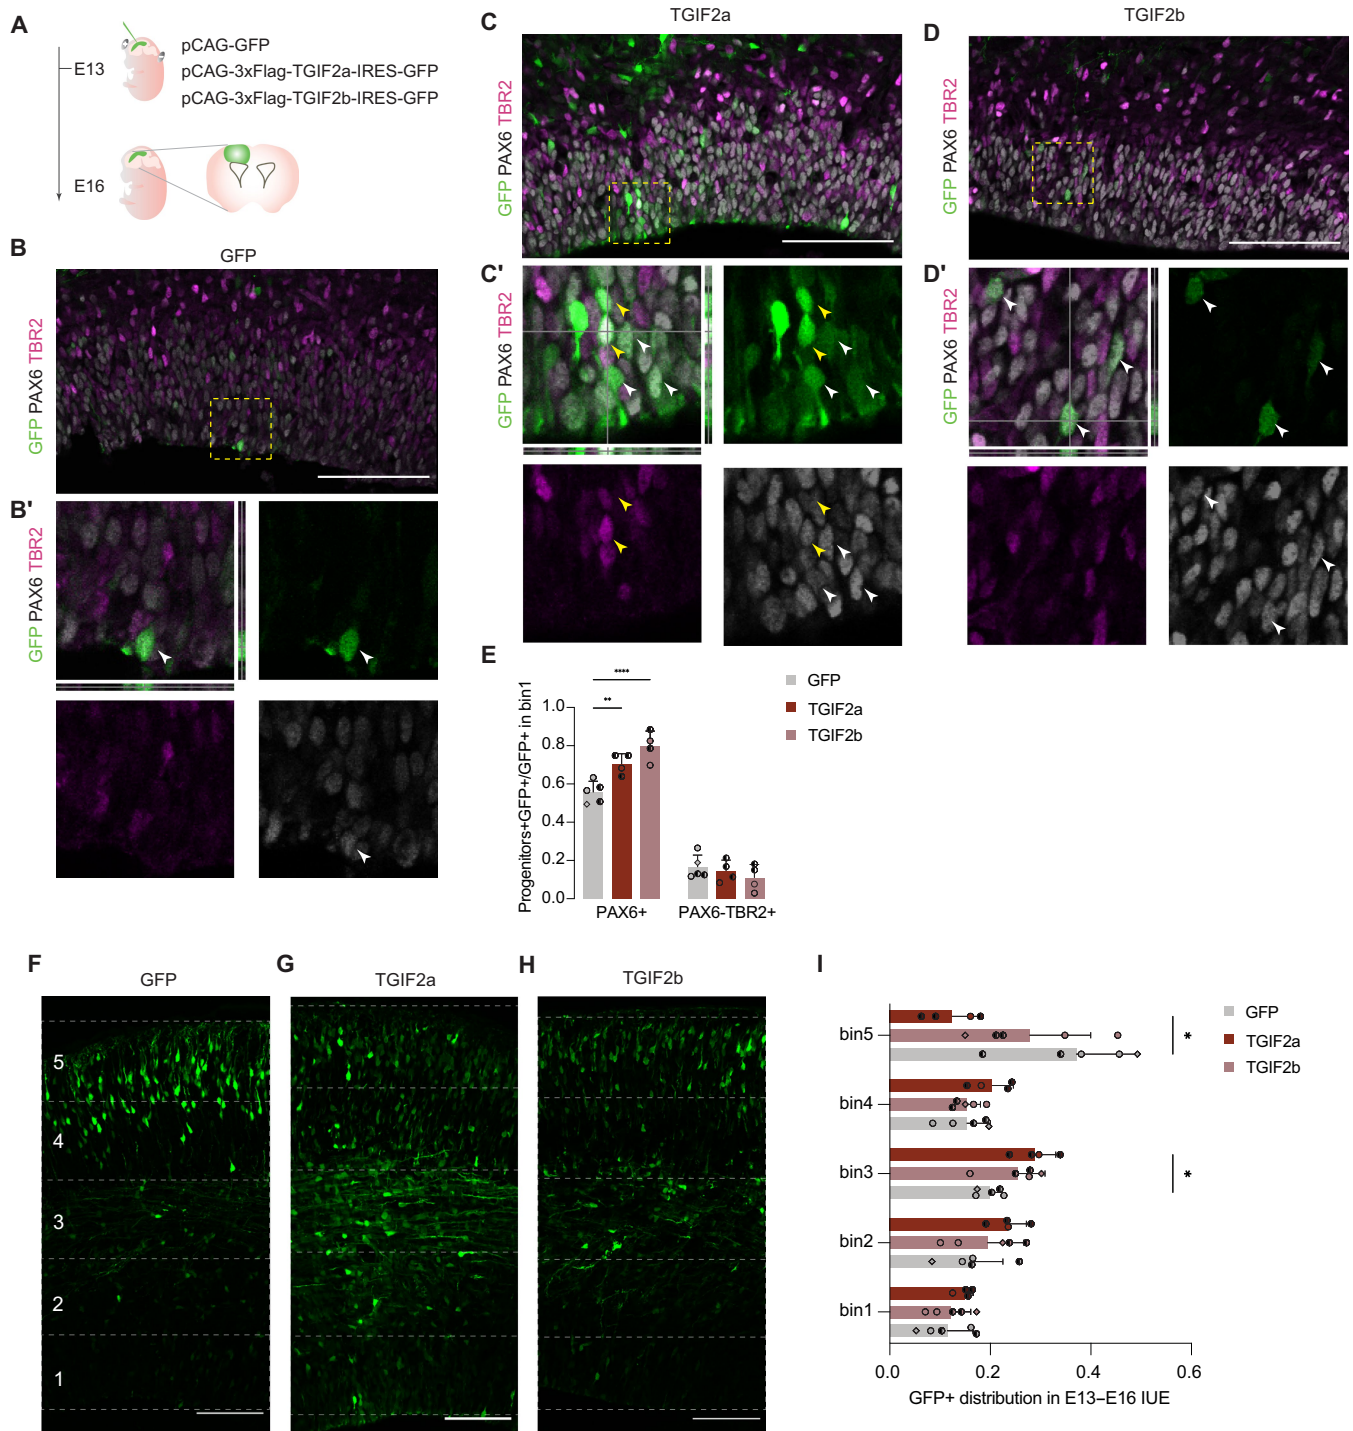 A
E13
pCAG-GFP
pCAG-3xFlag-TGIF2a-IRES-GFP
pCAG-3xFlag-TGIF2b-IRES-GFP
E16
B
GFP
GFP PAX6 TBR2
B'
GFP PAX6 TBR2
C
TGIF2a
GFP PAX6 TBR2
C'
GFP PAX6 TBR2
D
TGIF2b
GFP PAX6 TBR2
D'
GFP PAX6 TBR2
E
Progenitors+GFP+/GFP+ in bin1
1.0
0.8
0.6
0.4
0.2
0.0
**
****
PAX6+
PAX6-TBR2+
GFP
TGIF2a
TGIF2b
F
GFP
5
4
3
2
1
G
TGIF2a
H
TGIF2b
I
bin5
bin4
bin3
bin2
bin1
*
*
0.0
0.2
0.4
0.6
GFP+ distribution in E13–E16 IUE
GFP
TGIF2a
TGIF2b